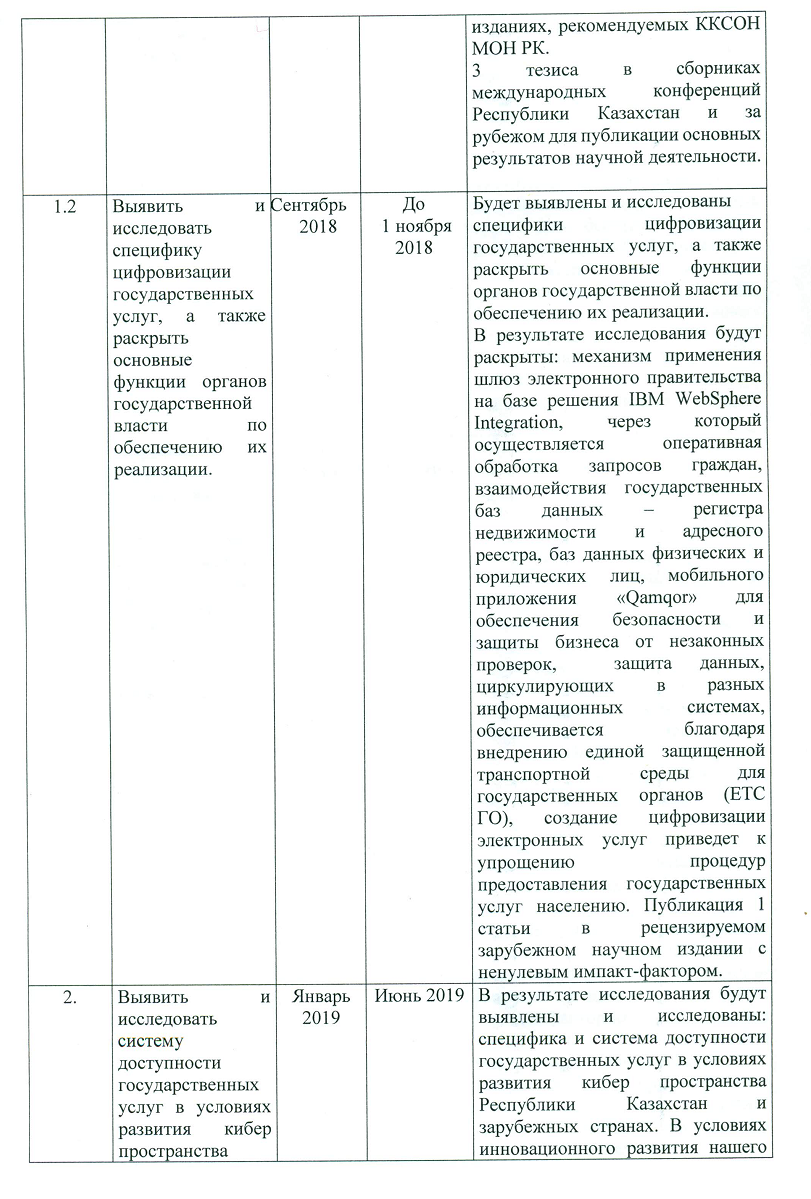 изданиях, рекомендуемых ККСОН
МОН РК.
3 тезиса в сборниках
международных конференций
Республики Казахстан и за
рубежом для публикации основных
результатов научной деятельности.
1.2
Выявить и
исследовать
специфику
цифровизации
государственных
услуг, а также
раскрыть
основные
функции органов
государственной
власти по
обеспечению их
реализации.
Сентябрь
2018
До
1 ноября
2018
Будет выявлены и исследованы
специфики цифровизации
государственных услуг, а также
раскрыть основные функции
органов государственной власти по
обеспечению их реализации.
В результате исследования будут
раскрыты: механизм применения
шлюз электронного правительства
на базе решения IBM WebSphere
Integration, через который
осуществляется оперативная
обработка запросов граждан,
взаимодействия государственных
баз данных – регистра
недвижимости и адресного
реестра, баз данных физических и
юридических лиц, мобильного
приложения «Qamqor» для
обеспечения безопасности и
защиты бизнеса от незаконных
проверок, защита данных,
циркулирующих в разных
информационных системах,
обеспечивается благодаря
внедрению единой защищенной
транспортной среды для
государственных органов (ЕТС
ГО), создание цифровизации
электронных услуг приведет к
упрощению процедур
предоставления государственных
услуг населению. Публикация 1
статьи в рецензируемом
зарубежном научном издании с
ненулевым импакт-фактором.
2.
Выявить и
исследовать
систему
доступности
государственных
услуг в условиях
развития кибер
пространства
Январь
2019
Июнь 2019
В результате исследования будут
выявлены и исследованы:
специфика и система доступности
государственных услуг в условиях
развития кибер пространства
Республики Казахстан и
зарубежных странах. В условиях
инновационного развития нашего